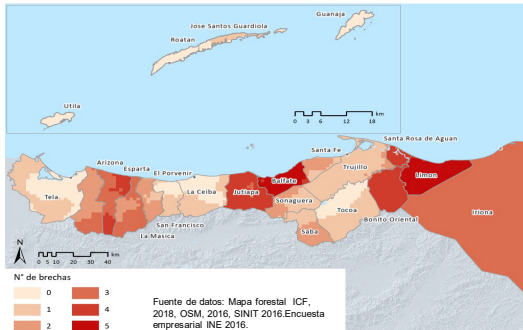 Guanaja
Jose Santos Guardiola
Roatan
km
0 3 6 12 18
Utila
Santa Rosa de Aguan
Santa Fe
Arizona
Esparta
El Porvenir
Trujillo
Balfate
Limon
Tela
La Ceiba
Jutiapa
Sonaguera
Tocoa
Iriona
San Francisco
Bonito Oriental
La Masica
Saba
N
km
0 5 10 20 30 40
N° de brechas
0 3
1 4
2 5
Fuente de datos: Mapa forestal ICF,
2018, OSM, 2016, SINIT 2016.Encuesta
empresarial INE 2016.